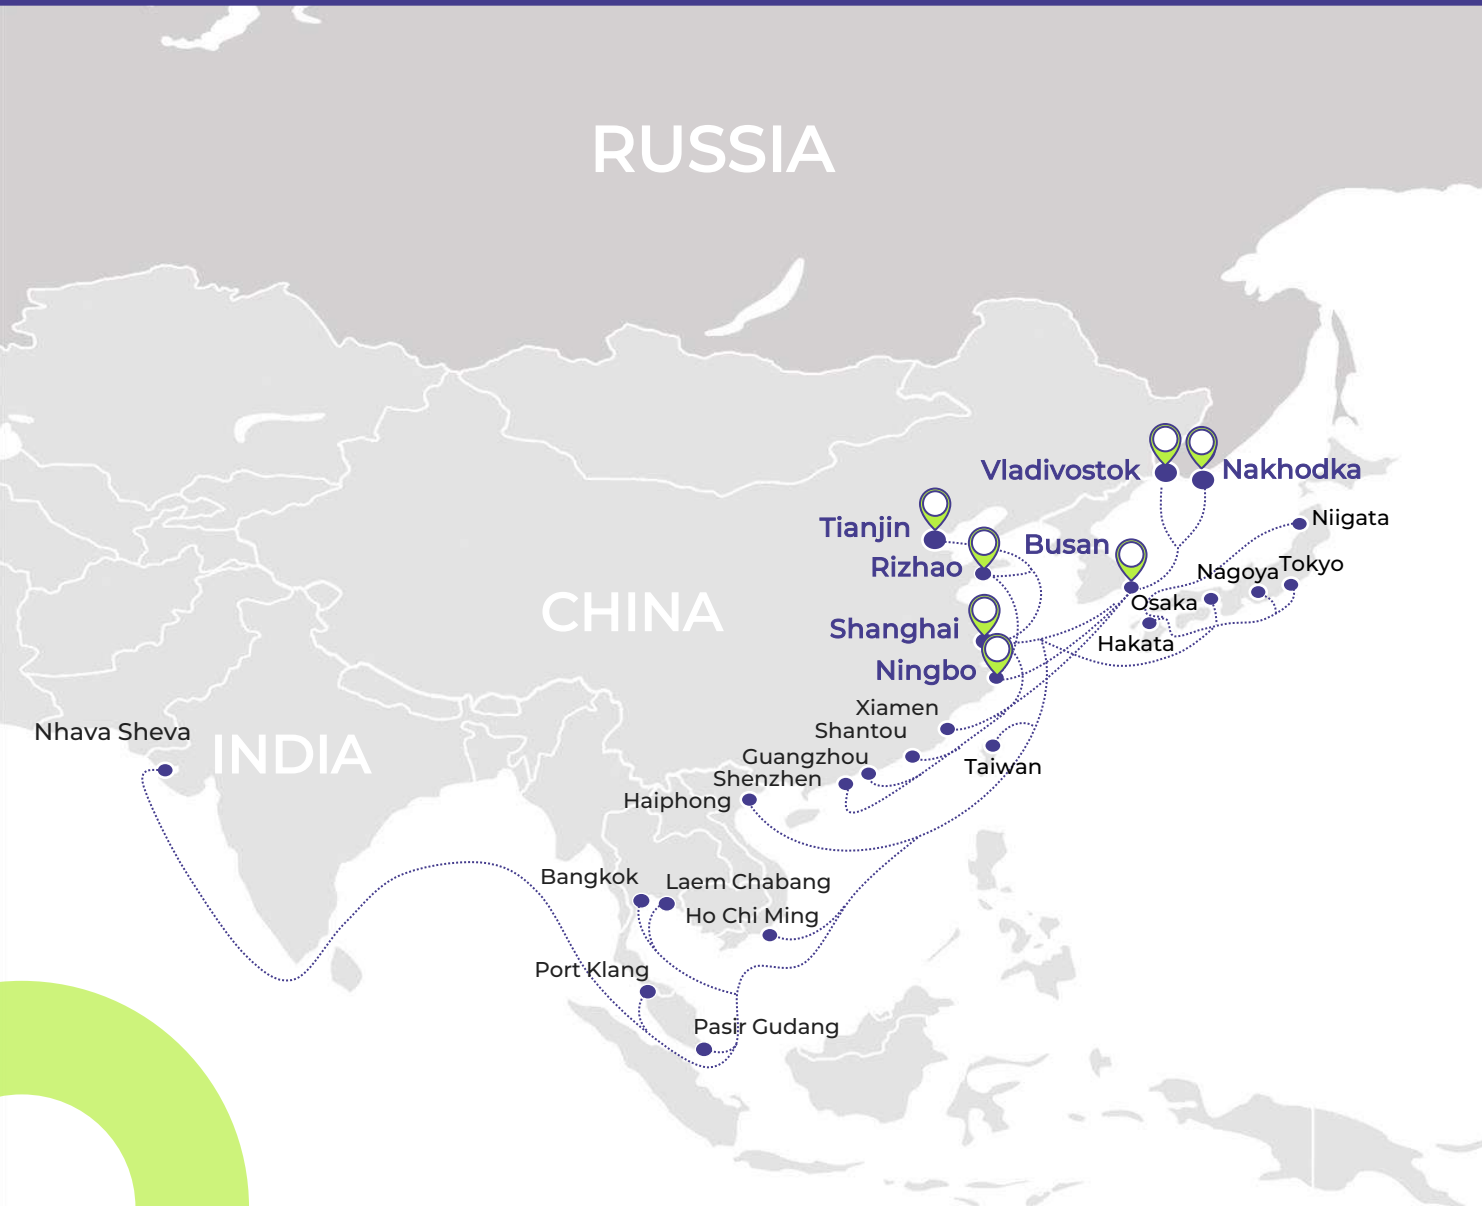 RUSSIA
Vladivostok
Nakhodka
Tianjin
Niigata
Busan
Rizhao
Nagoya
Tokyo
CHINA
Osaka
Shanghai
Hakata
Ningbo
Xiamen
Nhava Sheva
Shantou
INDIA
Guangzhou
Taiwan
Shenzhen
Haiphong
Bangkok
Laem Chabang
Ho Chi Ming
Port Klang
Pasir Gudang